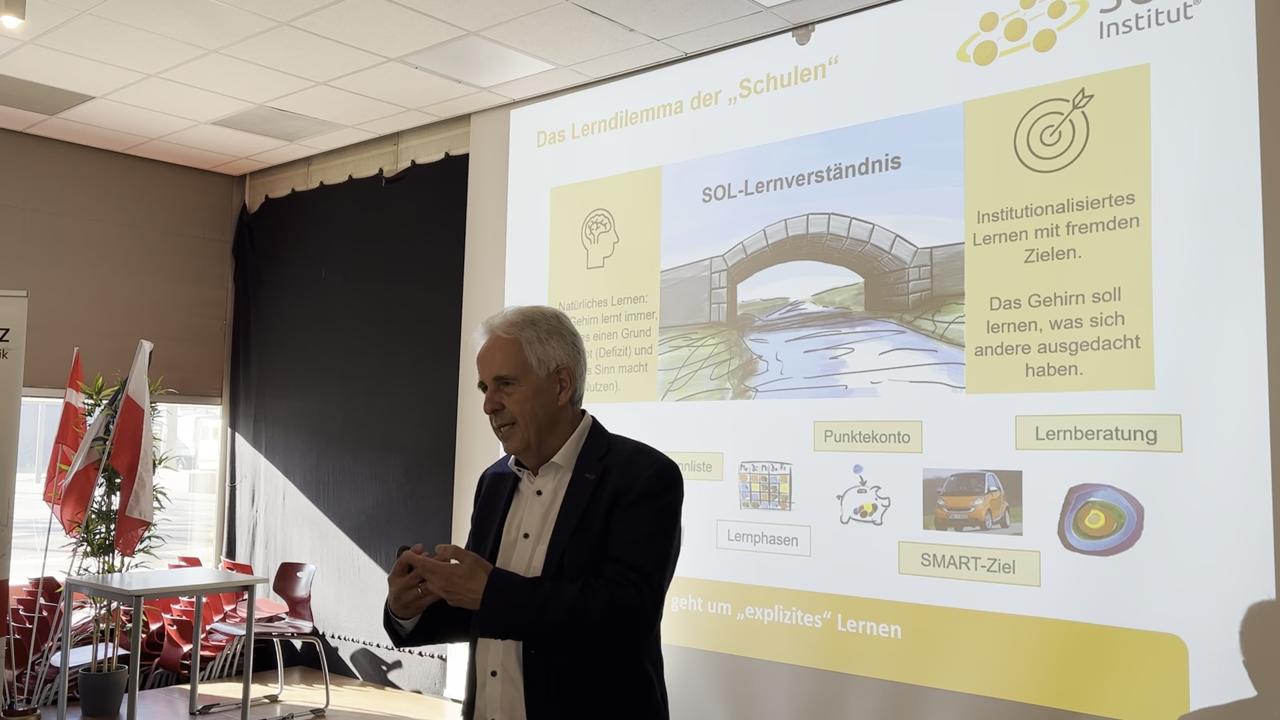 Institut®
Das Lerndilemma der „Schulen“
SOL-Lernverständnis
Natürliches Lernen:
Gehirn lernt immer,
es einen Grund
(Defizit) und
Sinn macht
Institutionalisiertes
Lernen mit fremden
Zielen.
Das Gehirn soll
lernen, was sich
andere ausgedacht
haben.
Punktekonto
Lernberatung
Lernphasen
SMART-Ziel
geht um „explizites“ Lernen